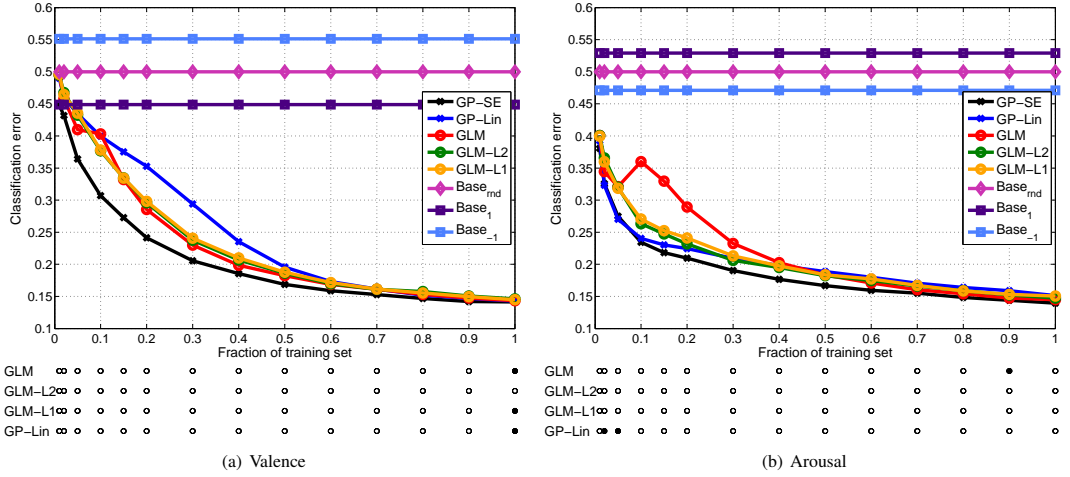 0.6
0.55
0.5
0.45
0.4
0.35
0.3
0.25
0.2
0.15
0.1
Classification error
GP−SE
GP−Lin
GLM
GLM−L2
GLM−L1
Base_rnd
Base_1
Base_−1
0 0.1 0.2 0.3 0.4 0.5 0.6 0.7 0.8 0.9 1
Fraction of training set
GLM
GLM−L2
GLM−L1
GP−Lin
(a) Valence
0.6
0.55
0.5
0.45
0.4
0.35
0.3
0.25
0.2
0.15
0.1
Classification error
GP−SE
GP−Lin
GLM
GLM−L2
GLM−L1
Base_rnd
Base_1
Base_−1
0 0.1 0.2 0.3 0.4 0.5 0.6 0.7 0.8 0.9 1
Fraction of training set
GLM
GLM−L2
GLM−L1
GP−Lin
(b) Arousal